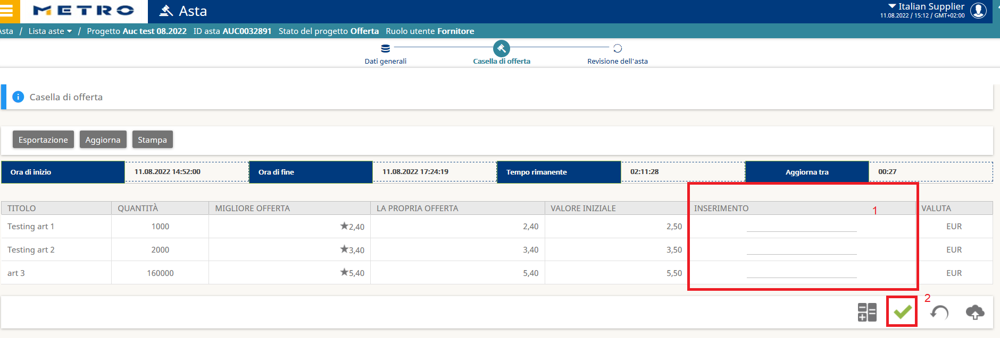 METRO Asta Italian Supplier
11.08.2022 / 15:12 / GMT+02:00
Asta / Lista aste / Progetto Auc test 08.2022 ID asta AUC0032891 Stato del progetto Offerta Ruolo utente Fornitore
Dati generali Casella di offerta Revisione dell'asta
Casella di offerta
Esportazione Aggiorna Stampa
Ora di inizio 11.08.2022 14:52:00 Ora di fine 11.08.2022 17:24:19 Tempo rimanente 02:11:28 Aggiorna tra 00:27
TITOLO QUANTITÀ MIGLIORE OFFERTA LA PROPRIA OFFERTA VALORE INIZIALE INSERIMENTO 1 VALUTA
Testing art 1 1000 ★2,40 2,40 2,50 EUR
Testing art 2 2000 ★3,40 3,40 3,50 EUR
art 3 160000 ★5,40 5,40 5,50 EUR
2